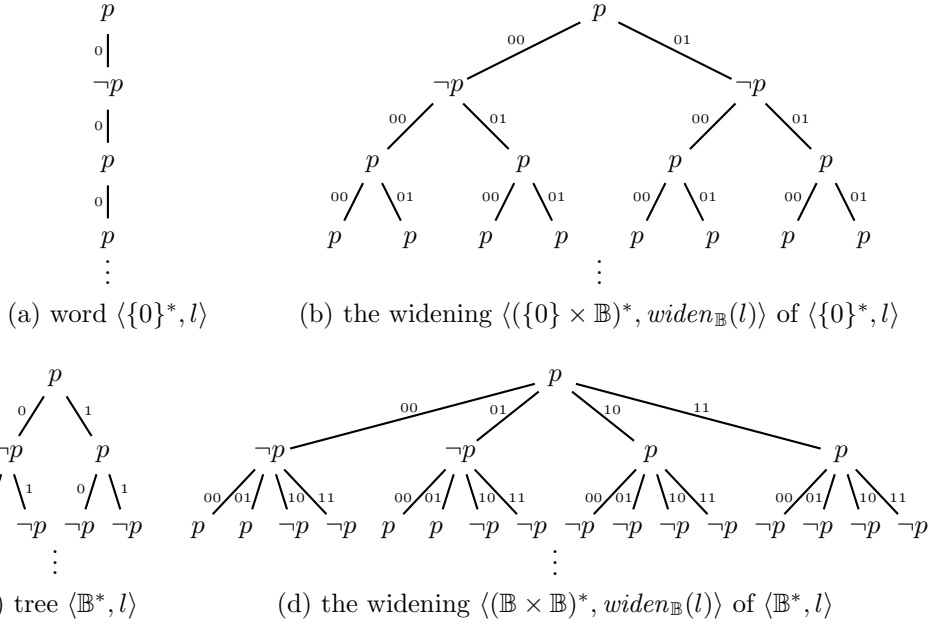 p p
0 00 01
¬p ¬p ¬p
0 00 01 00 01
p p p p p
0 00 01 00 01 00 01 00 01
p p p p p p p p p
⋮ ⋮
(a) word ⟨{0}*, l⟩ (b) the widening ⟨({0} × 𝔹)*, widen𝔹(l)⟩ of ⟨{0}*, l⟩
p p
0 1 00 01 10 11
¬p p ¬p ¬p p p
1 0 1 00 01 10 11 00 01 10 11 00 01 10 11 00 01 10 11
¬p ¬p ¬p p p ¬p ¬p p p ¬p ¬p ¬p ¬p ¬p ¬p ¬p ¬p ¬p ¬p
⋮ ⋮
) tree ⟨𝔹*, l⟩ (d) the widening ⟨(𝔹 × 𝔹)*, widen𝔹(l)⟩ of ⟨𝔹*, l⟩